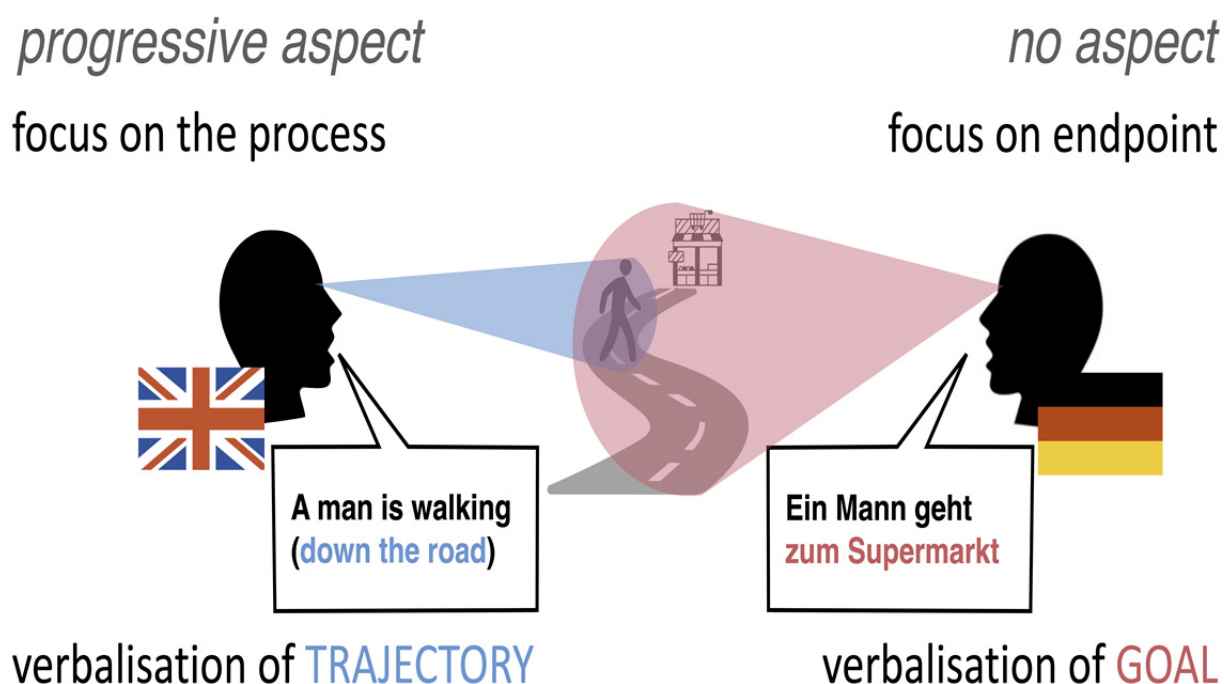 progressive aspect
no aspect
focus on the process
focus on endpoint
A man is walking
(down the road)
Ein Mann geht
zum Supermarkt
verbalisation of TRAJECTORY
verbalisation of GOAL